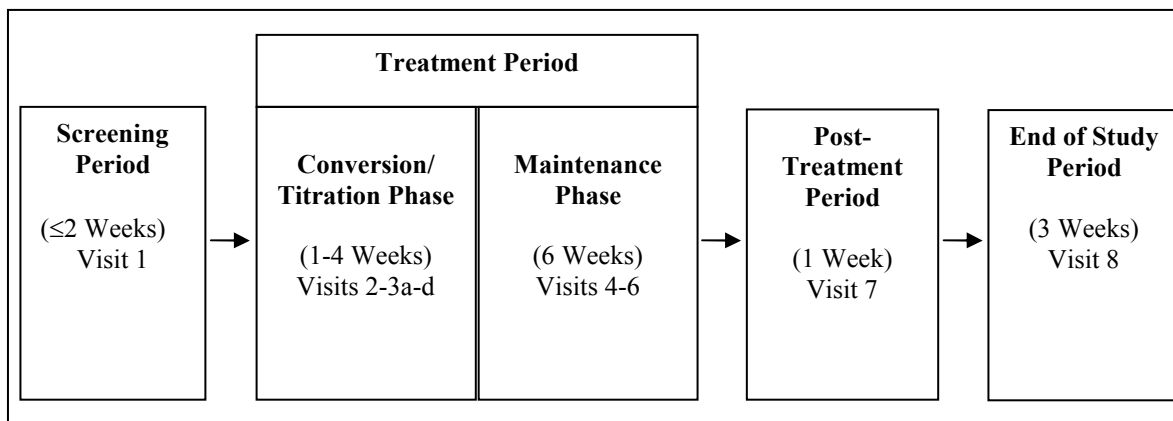 Treatment Period
Screening
Period
(≤2 Weeks)
Visit 1
Conversion/
Titration Phase
(1-4 Weeks)
Visits 2-3a-d
Maintenance
Phase
(6 Weeks)
Visits 4-6
Post-
Treatment
Period
(1 Week)
Visit 7
End of Study
Period
(3 Weeks)
Visit 8